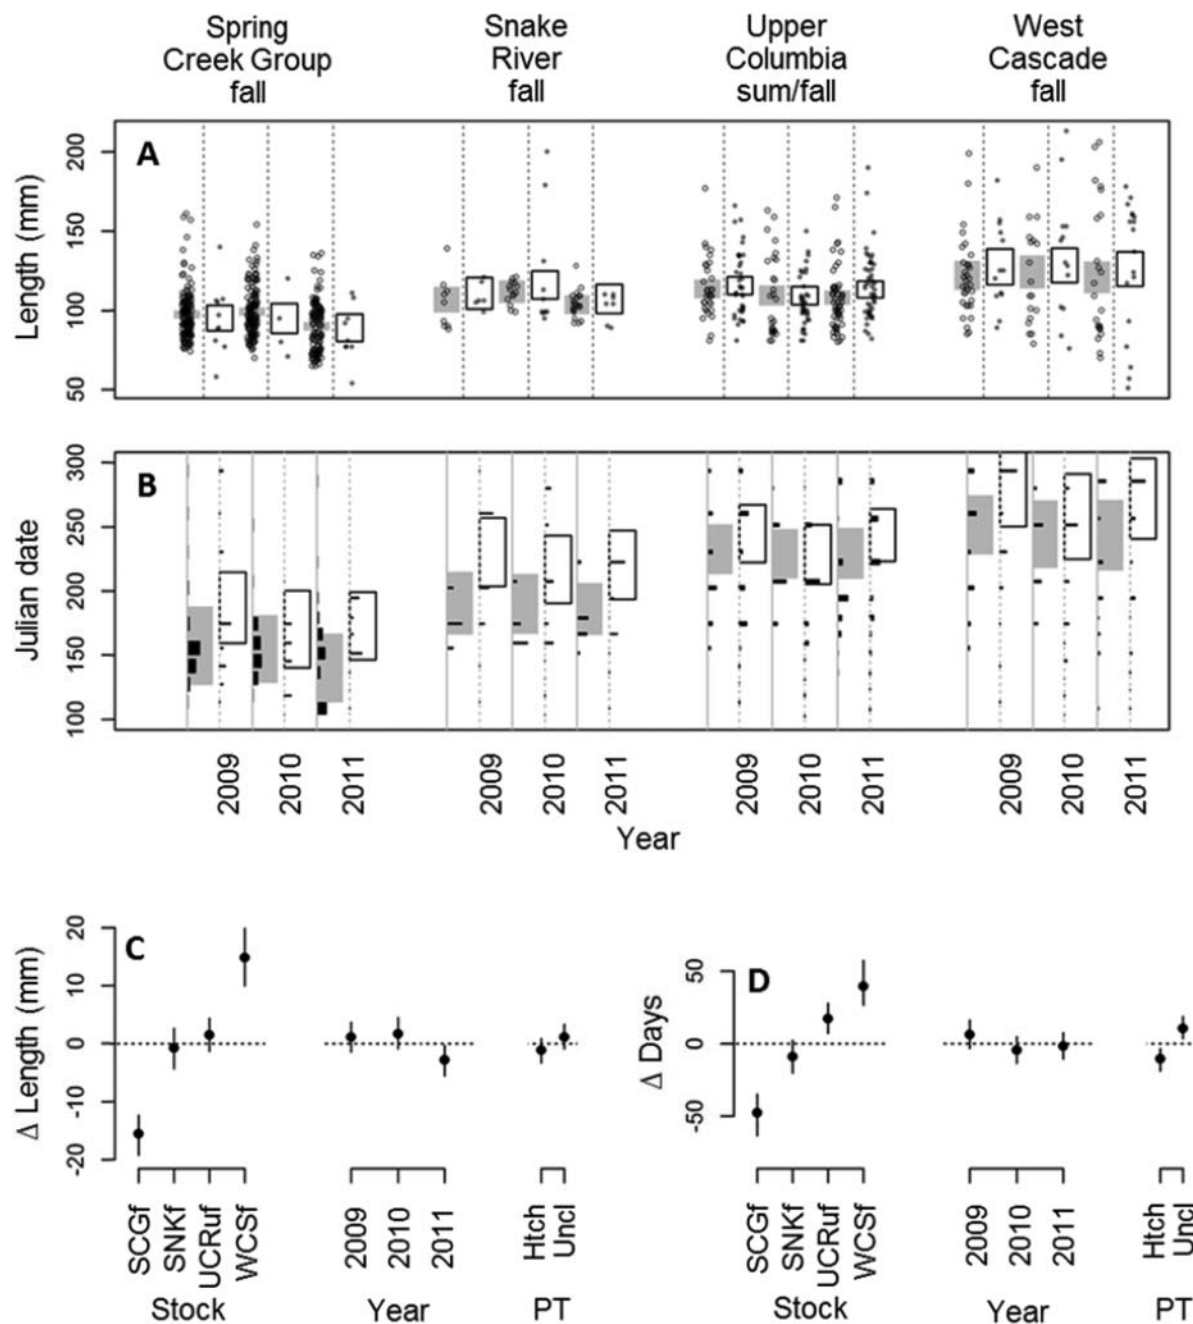 Spring Creek Group fall
Snake River fall
Upper Columbia sum/fall
West Cascade fall
A
Length (mm)
200
150
100
50
B
Julian date
300
250
200
150
100
2009 2010 2011 2009 2010 2011 2009 2010 2011 2009 2010 2011
Year
C
Δ Length (mm)
20
10
0
-10
-20
SCGf SNKf UCRuf WCSf 2009 2010 2011 Htch Uncl
Stock Year PT
D
Δ Days
50
0
-50
SCGf SNKf UCRuf WCSf 2009 2010 2011 Htch Uncl
Stock Year PT